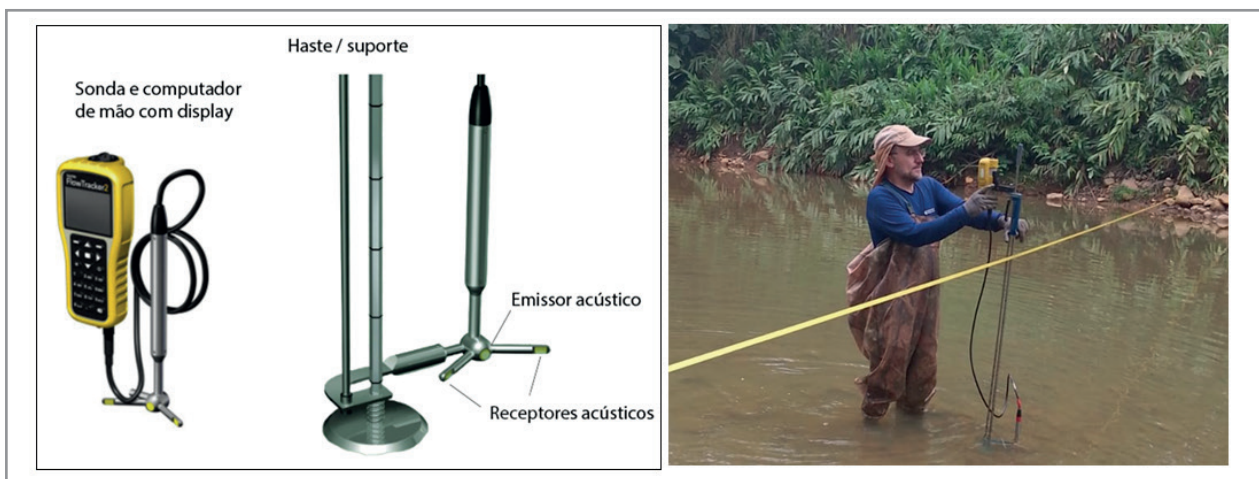 Haste / suporte
Sonda e computador
de mão com display
FlowTracker2
Emissor acústico
Receptores acústicos